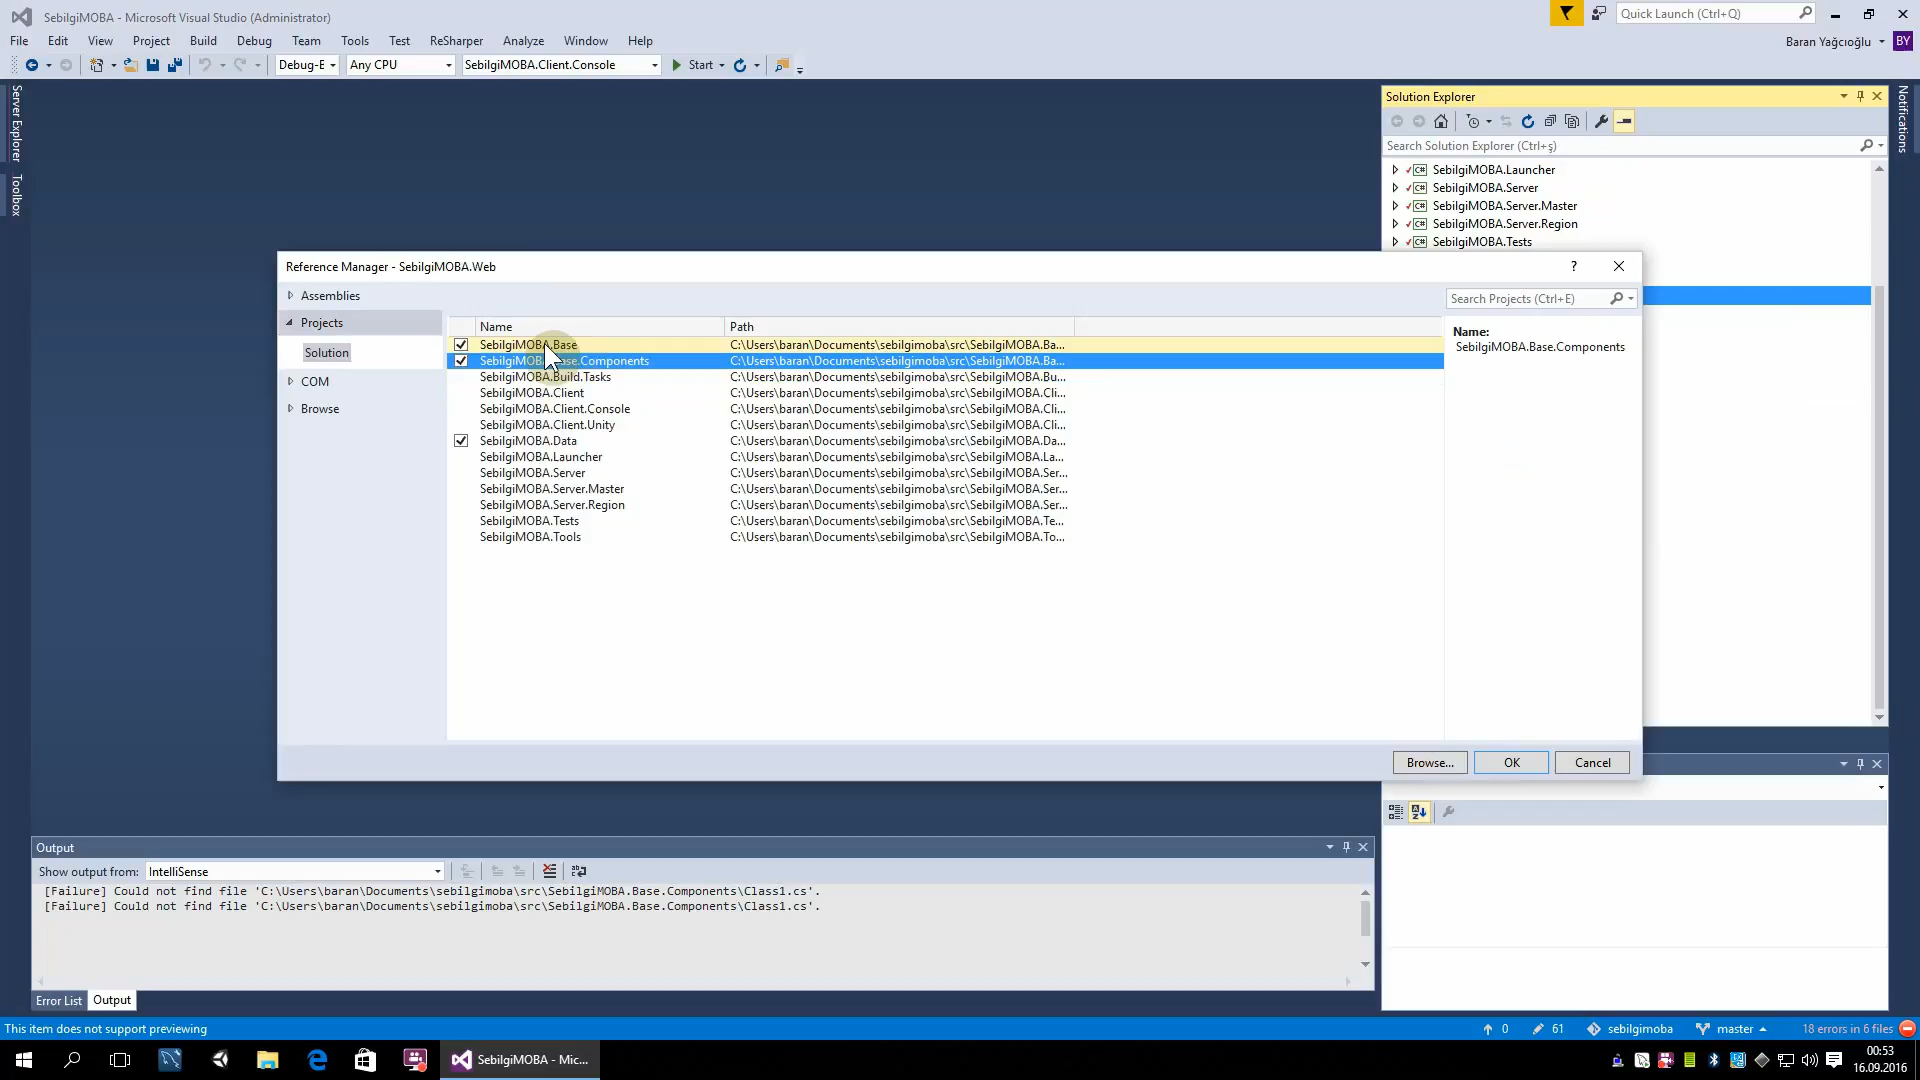 SebilgiMOBA - Microsoft Visual Studio (Administrator)
Quick Launch (Ctrl+Q)
File Edit View Project Build Debug Team Tools Test ReSharper Analyze Window Help
Baran Yağcıoğlu BY
Debug-E Any CPU SebilgiMOBA.Client.Console Start
Server Explorer
Toolbox
Notifications
Solution Explorer
Search Solution Explorer (Ctrl+ş)
SebilgiMOBA.Launcher
SebilgiMOBA.Server
SebilgiMOBA.Server.Master
SebilgiMOBA.Server.Region
SebilgiMOBA.Tests
Reference Manager - SebilgiMOBA.Web
?
Assemblies
Projects
Solution
COM
Browse
Search Projects (Ctrl+E)
Name Path
SebilgiMOBA.Base C:\Users\baran\Documents\sebilgimoba\src\SebilgiMOBA.Ba...
SebilgiMOBA.Base.Components C:\Users\baran\Documents\sebilgimoba\src\SebilgiMOBA.Ba...
SebilgiMOBA.Build.Tasks C:\Users\baran\Documents\sebilgimoba\src\SebilgiMOBA.Bu...
SebilgiMOBA.Client C:\Users\baran\Documents\sebilgimoba\src\SebilgiMOBA.Cli...
SebilgiMOBA.Client.Console C:\Users\baran\Documents\sebilgimoba\src\SebilgiMOBA.Cli...
SebilgiMOBA.Client.Unity C:\Users\baran\Documents\sebilgimoba\src\SebilgiMOBA.Cli...
SebilgiMOBA.Data C:\Users\baran\Documents\sebilgimoba\src\SebilgiMOBA.Da...
SebilgiMOBA.Launcher C:\Users\baran\Documents\sebilgimoba\src\SebilgiMOBA.La...
SebilgiMOBA.Server C:\Users\baran\Documents\sebilgimoba\src\SebilgiMOBA.Ser...
SebilgiMOBA.Server.Master C:\Users\baran\Documents\sebilgimoba\src\SebilgiMOBA.Ser...
SebilgiMOBA.Server.Region C:\Users\baran\Documents\sebilgimoba\src\SebilgiMOBA.Ser...
SebilgiMOBA.Tests C:\Users\baran\Documents\sebilgimoba\src\SebilgiMOBA.Te...
SebilgiMOBA.Tools C:\Users\baran\Documents\sebilgimoba\src\SebilgiMOBA.To...
Name:
SebilgiMOBA.Base.Components
Browse... OK Cancel
Output
Show output from: IntelliSense
[Failure] Could not find file 'C:\Users\baran\Documents\sebilgimoba\src\SebilgiMOBA.Base.Components\Class1.cs'.
[Failure] Could not find file 'C:\Users\baran\Documents\sebilgimoba\src\SebilgiMOBA.Base.Components\Class1.cs'.
Error List Output
This item does not support previewing
0 61 sebilgimoba master 18 errors in 6 files
SebilgiMOBA - Mic...
00:53
16.09.2016